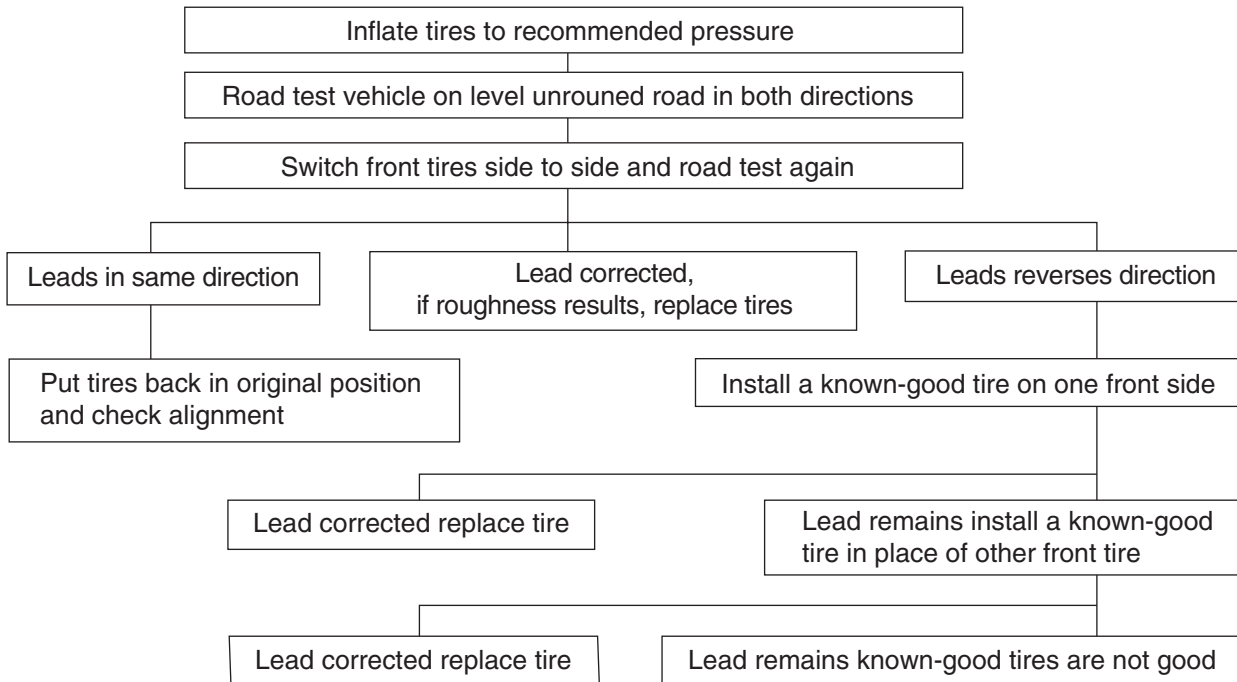 Inflate tires to recommended pressure
Road test vehicle on level unrouned road in both directions
Switch front tires side to side and road test again
Leads in same direction
Lead corrected,
if roughness results, replace tires
Leads reverses direction
Put tires back in original position
and check alignment
Install a known-good tire on one front side
Lead corrected replace tire
Lead remains install a known-good
tire in place of other front tire
Lead corrected replace tire
Lead remains known-good tires are not good